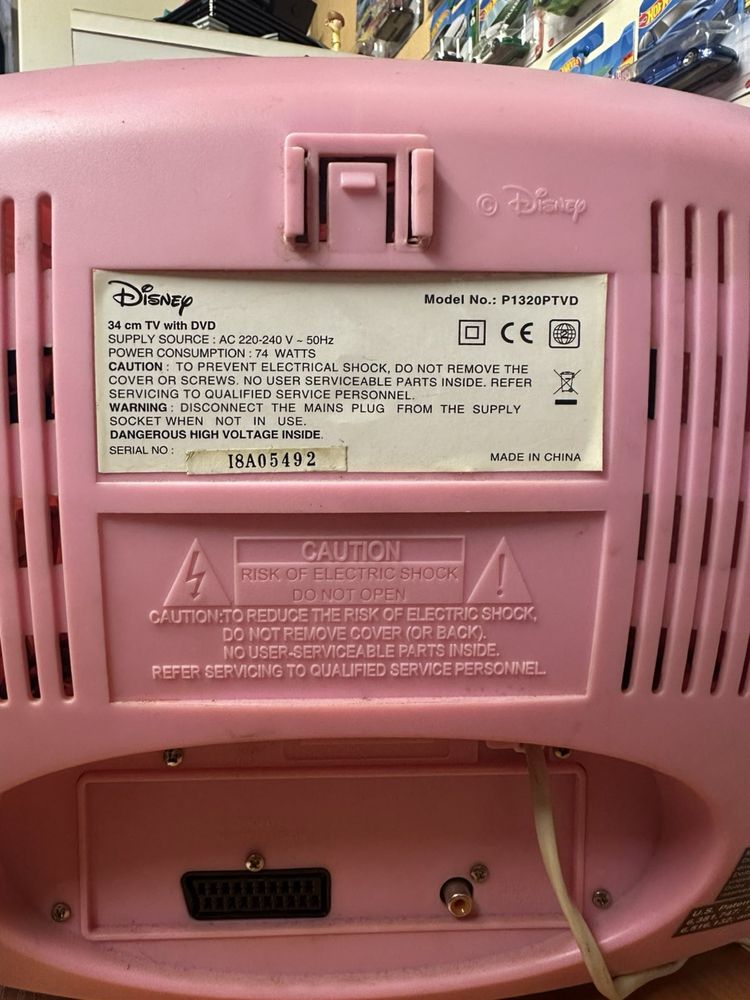 HOT WHEELS
© Disney
Disney
Model No.: P1320PTVD
34 cm TV with DVD
SUPPLY SOURCE : AC 220-240 V ~ 50Hz
POWER CONSUMPTION : 74 WATTS
CE
CAUTION : TO PREVENT ELECTRICAL SHOCK, DO NOT REMOVE THE
COVER OR SCREWS. NO USER SERVICEABLE PARTS INSIDE. REFER
SERVICING TO QUALIFIED SERVICE PERSONNEL.
WARNING : DISCONNECT THE MAINS PLUG FROM THE SUPPLY
SOCKET WHEN NOT IN USE.
DANGEROUS HIGH VOLTAGE INSIDE.
SERIAL NO :
I8A05492
MADE IN CHINA
CAUTION
RISK OF ELECTRIC SHOCK
DO NOT OPEN
CAUTION:TO REDUCE THE RISK OF ELECTRIC SHOCK,
DO NOT REMOVE COVER (OR BACK).
NO USER-SERVICEABLE PARTS INSIDE.
REFER SERVICING TO QUALIFIED SERVICE PERSONNEL.
U.S. Paten